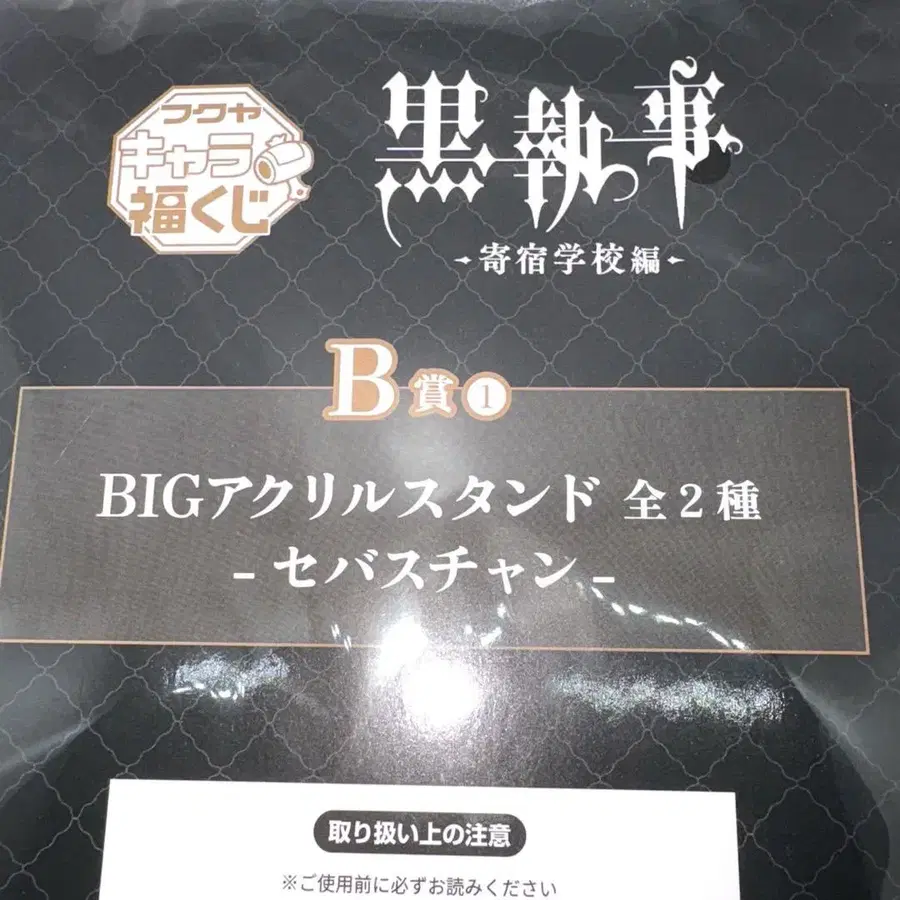 フクヤ
キャラ
福くじ
黒執事
-寄宿学校編-
B賞1
BIGアクリルスタンド 全2種
- セバスチャン -
取り扱い上の注意
※ご使用前に必ずお読みください